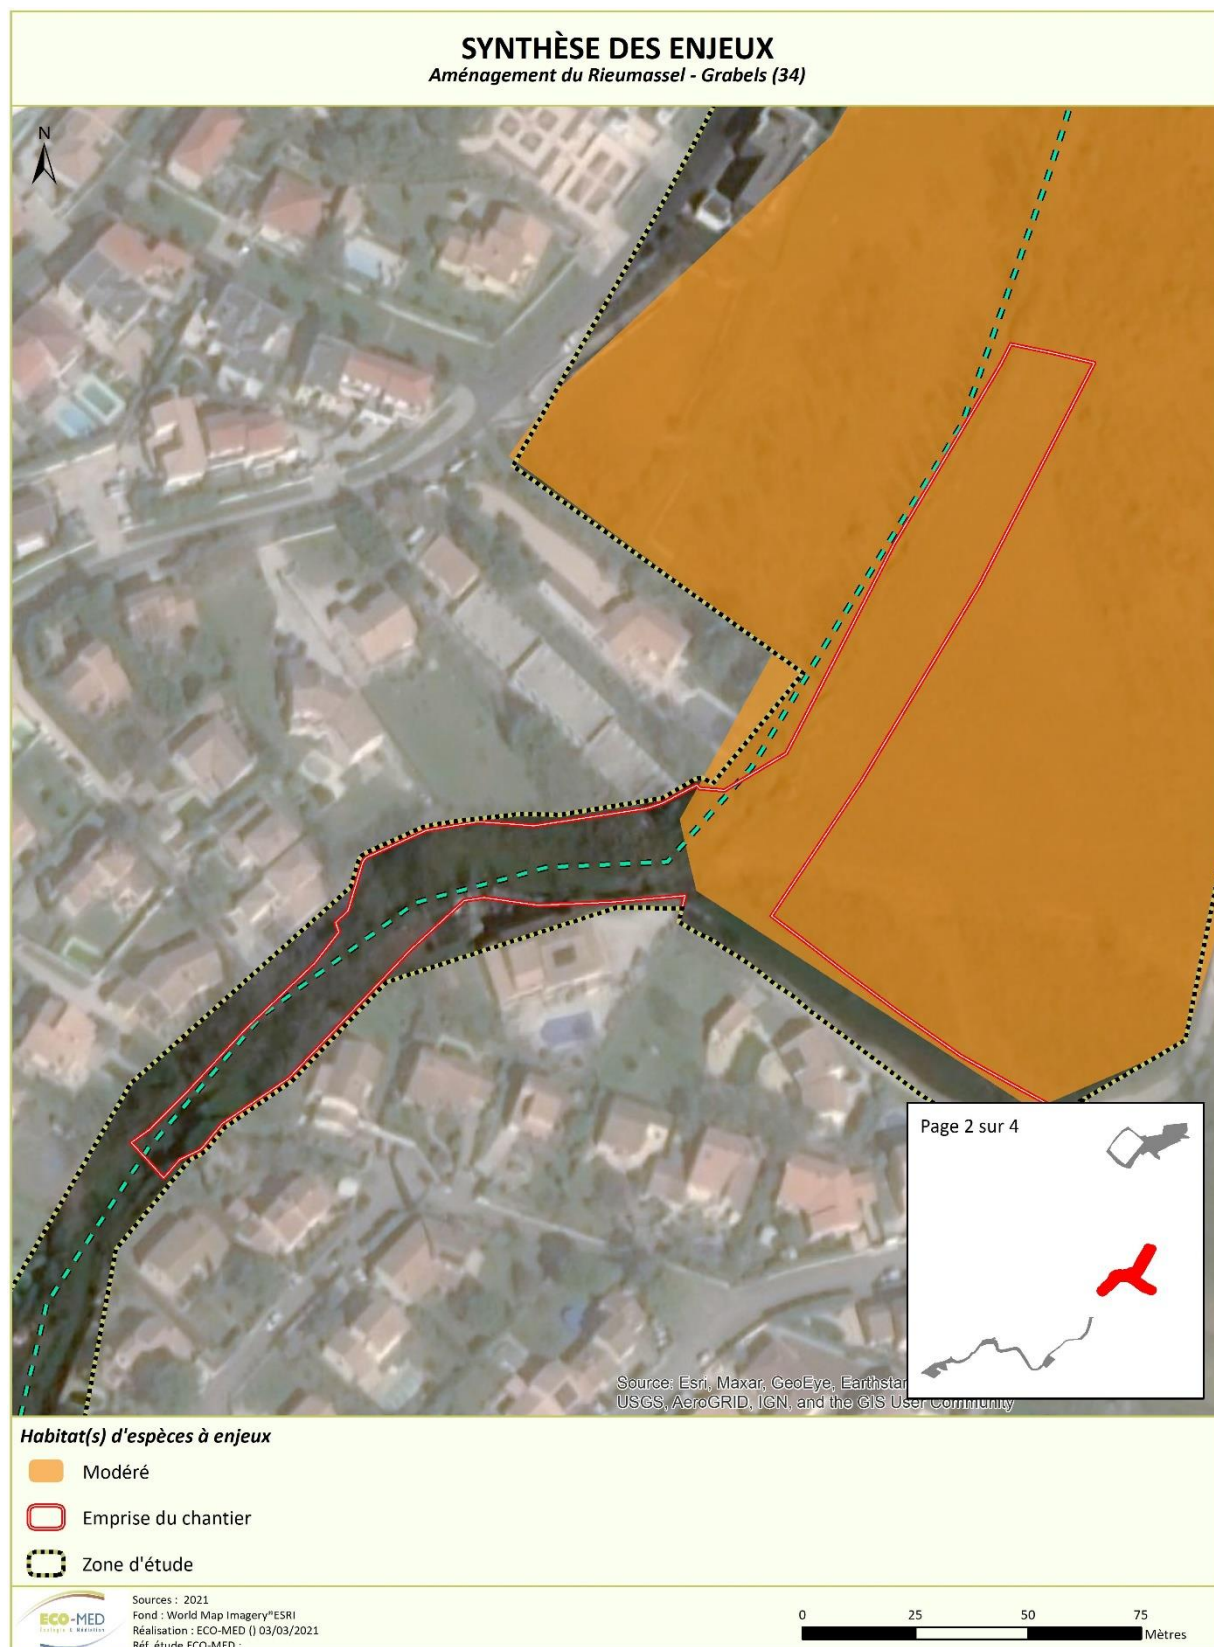 SYNTHÈSE DES ENJEUX
Aménagement du Rieumassel - Grabels (34)
N
Page 2 sur 4
Source: Esri, Maxar, GeoEye,
USGS, AeroGRID, IGN, and the GIS User Community
Habitat(s) d'espèces à enjeux
Modéré
Emprise du chantier
Zone d'étude
ECO-MED
Ecologie & Médiation
Sources : 2021
Fond : World Map Imagery"ESRI
Réalisation : ECO-MED () 03/03/2021
Réf. étude ECO-MED :
0 25 50 75
Mètres